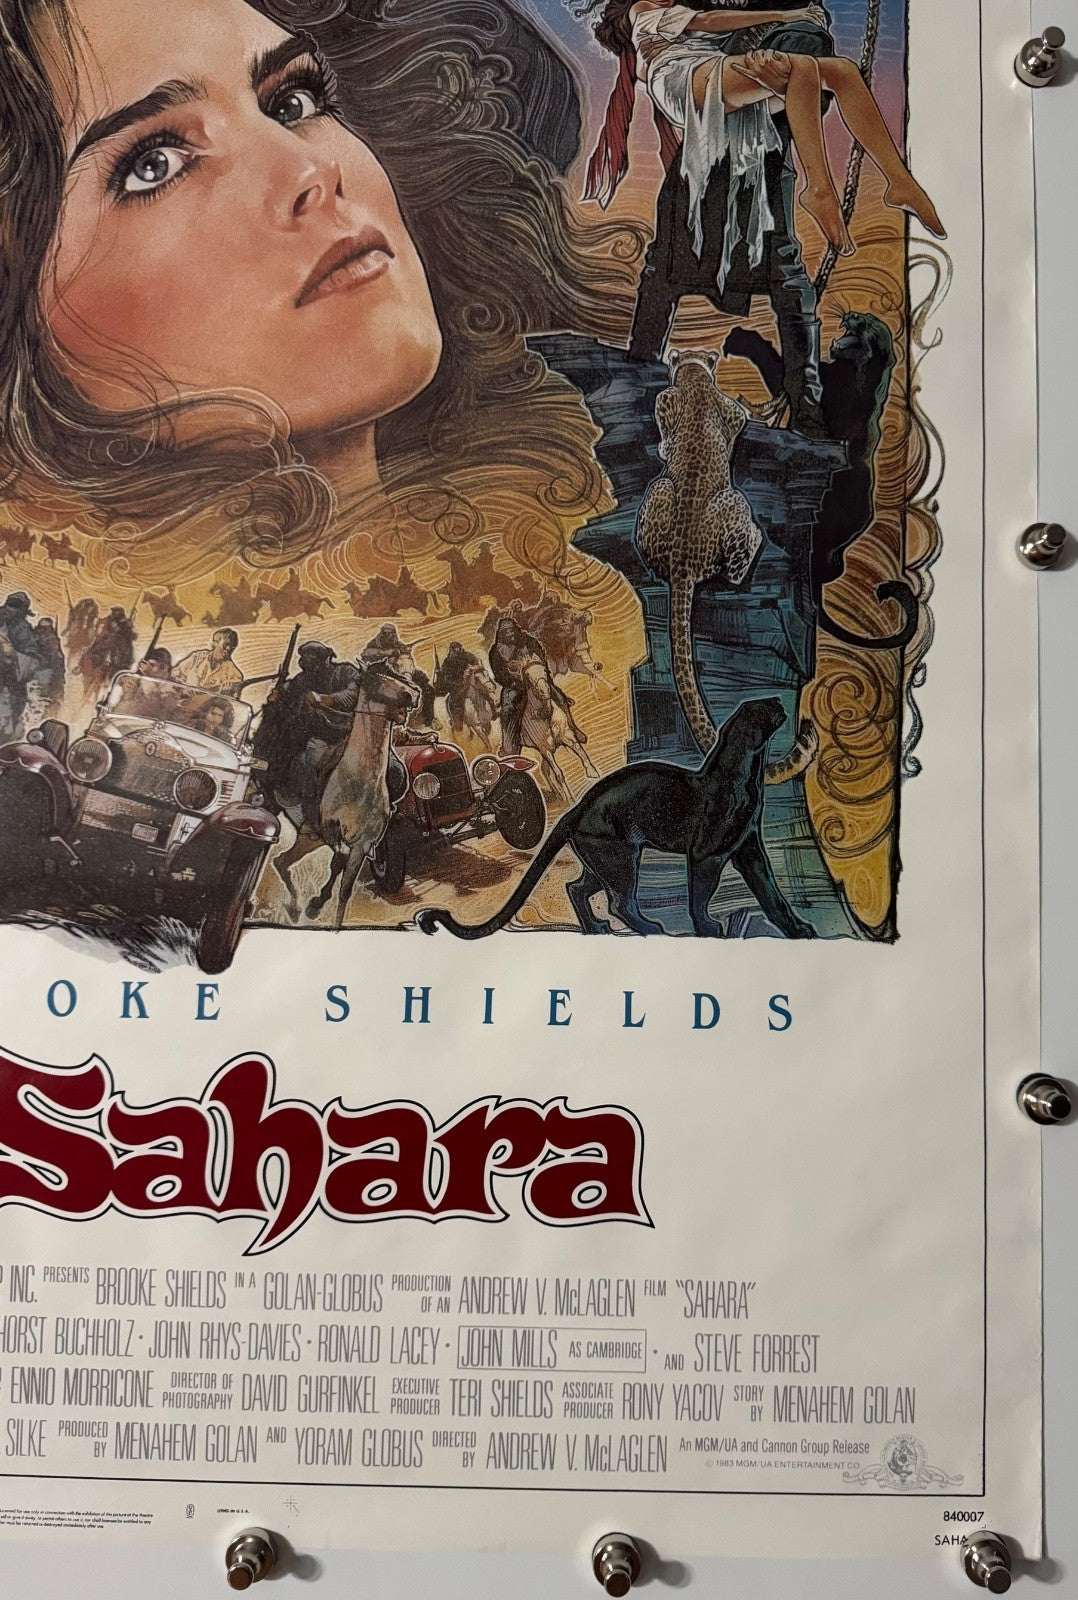 OKE SHIELDS
Sahara
INC. PRESENTS BROOKE SHIELDS IN A GOLAN-GLOBUS PRODUCTION OF AN ANDREW V. McLAGLEN FILM "SAHARA"
HORST BUCHHOLZ · JOHN RHYS-DAVIES · RONALD LACEY · JOHN MILLS AS CAMBRIDGE · AND STEVE FORREST
ENNIO MORRICONE DIRECTOR OF PHOTOGRAPHY DAVID GURFINKEL EXECUTIVE PRODUCER TERI SHIELDS ASSOCIATE PRODUCER RONY YACOV STORY BY MENAHEM GOLAN
SILKE PRODUCED BY MENAHEM GOLAN AND YORAM GLOBUS DIRECTED BY ANDREW V. McLAGLEN An MGM/UA and Cannon Group Release
© 1983 MGM/UA ENTERTAINMENT CO.
LITHO. IN U.S.A.
840007
SAHA